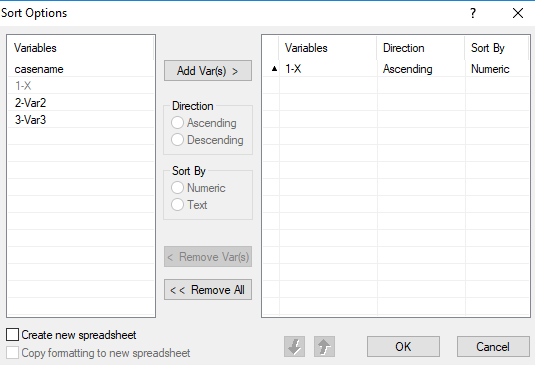 Sort Options ?
Variables
casename
1-X
2-Var2
3-Var3
Add Var(s) >
Direction
Ascending
Descending
Sort By
Numeric
Text
< Remove Var(s)
<< Remove All
Variables Direction Sort By
1-X Ascending Numeric
Create new spreadsheet
Copy formatting to new spreadsheet
OK
Cancel